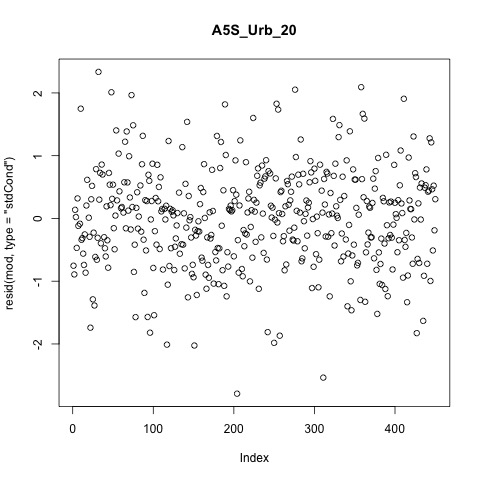 A5S_Urb_20
resid(mod, type = "stdCond")
2
1
0
-1
-2
0 100 200 300 400
Index